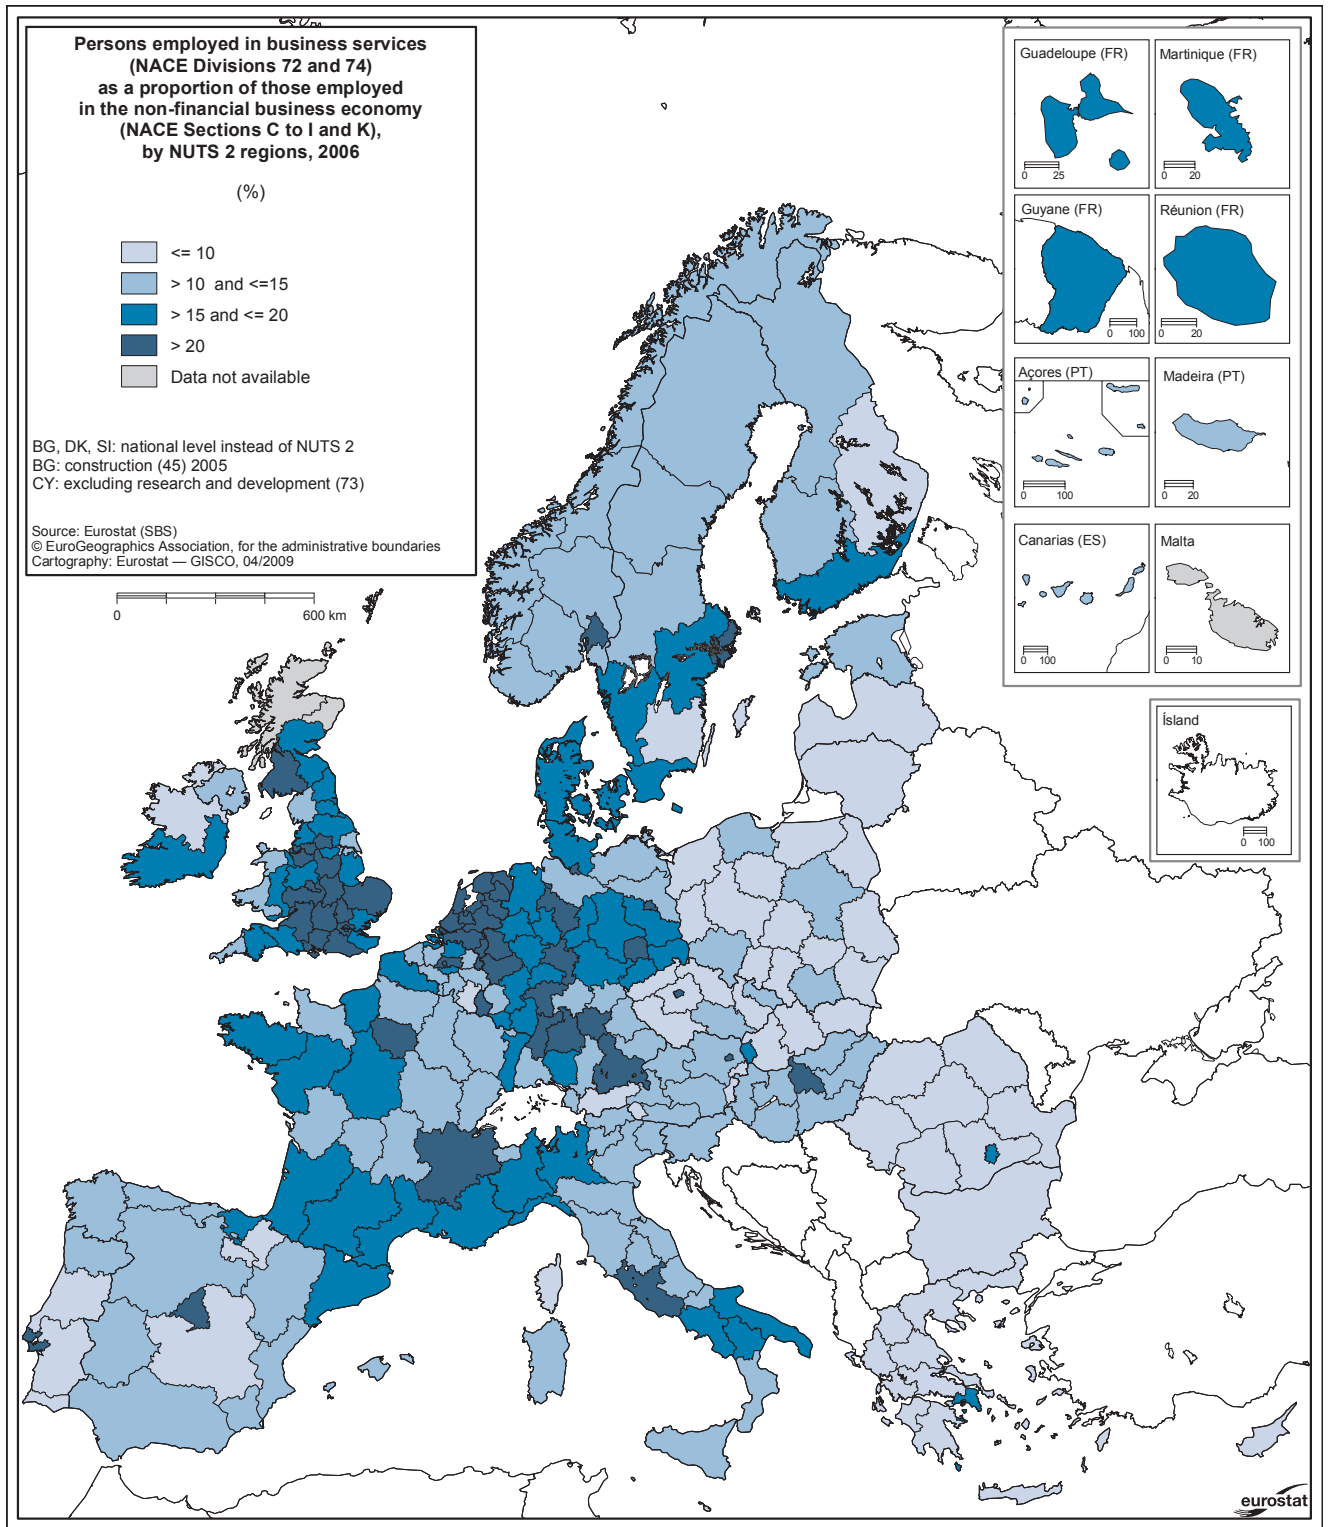 Persons employed in business services
(NACE Divisions 72 and 74)
as a proportion of those employed
in the non-financial business economy
(NACE Sections C to I and K),
by NUTS 2 regions, 2006
(%)
<= 10
> 10 and <=15
> 15 and <= 20
> 20
Data not available
BG, DK, SI: national level instead of NUTS 2
BG: construction (45) 2005
CY: excluding research and development (73)
Source: Eurostat (SBS)
© EuroGeographics Association, for the administrative boundaries
Cartography: Eurostat — GISCO, 04/2009
0 600 km
Guadeloupe (FR)
0 25
Martinique (FR)
0 20
Guyane (FR)
0 100
Réunion (FR)
0 20
Açores (PT)
0 100
Madeira (PT)
0 20
Canarias (ES)
0 100
Malta
0 10
Ísland
0 100
eurostat